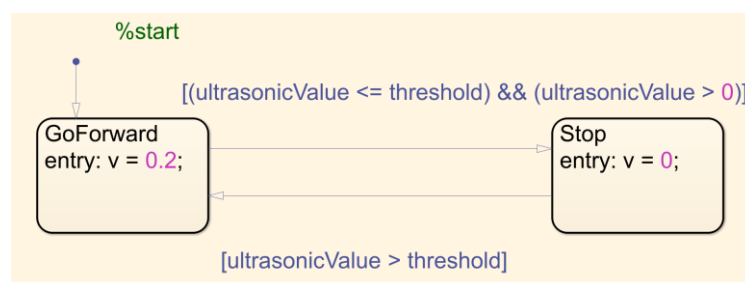 %start
[(ultrasonicValue <= threshold) && (ultrasonicValue > 0)]
GoForward
entry: v = 0.2;
Stop
entry: v = 0;
[ultrasonicValue > threshold]